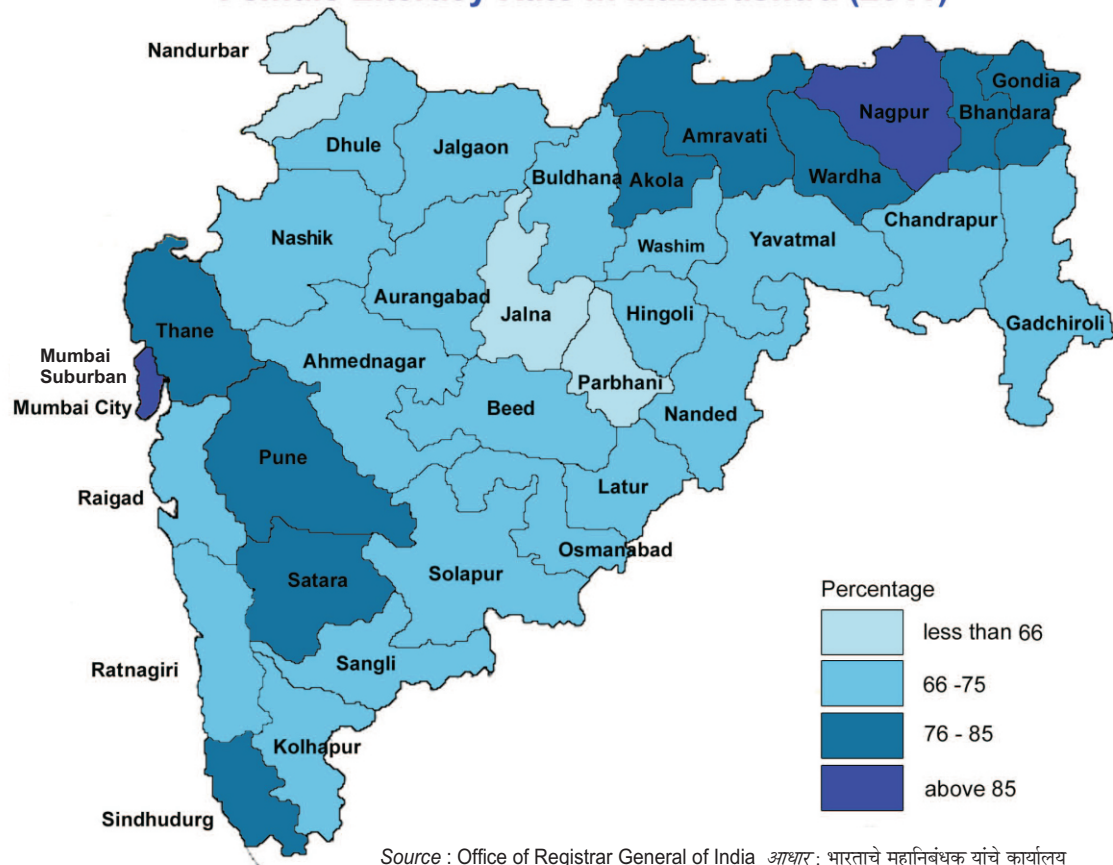 Nandurbar
Dhule
Jalgaon
Buldhana
Akola
Amravati
Wardha
Nagpur
Bhandara
Gondia
Nashik
Aurangabad
Jalna
Washim
Yavatmal
Chandrapur
Gadchiroli
Hingoli
Parbhani
Nanded
Thane
Mumbai
Suburban
Mumbai City
Ahmednagar
Beed
Pune
Raigad
Latur
Osmanabad
Solapur
Satara
Ratnagiri
Sangli
Kolhapur
Sindhudurg
Percentage
less than 66
66 -75
76 - 85
above 85
Source : Office of Registrar General of India आधार : भारताचे महानिबंधक यांचे कार्यालय